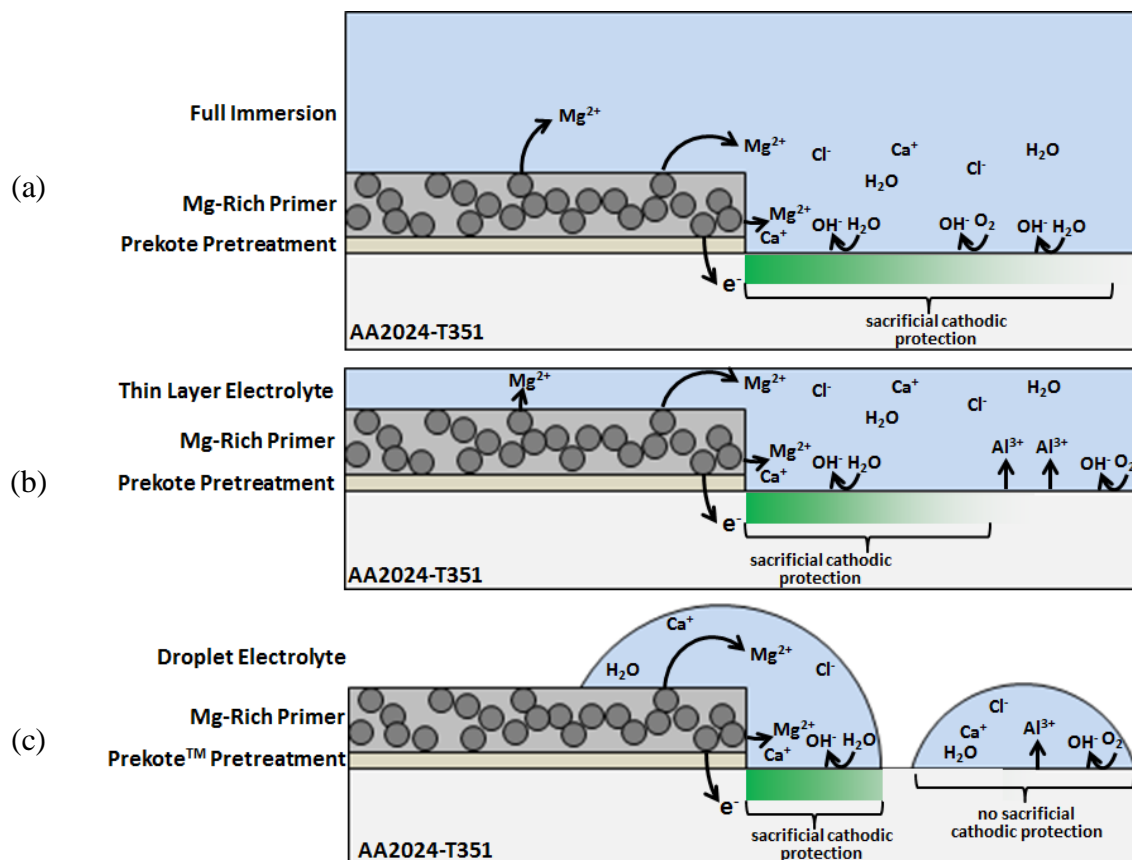 (a)
Full Immersion
Mg-Rich Primer
Prekote Pretreatment
AA2024-T351
Mg²⁺
Mg²⁺
Cl⁻
Ca⁺
H₂O
H₂O
Cl⁻
Mg²⁺
Ca⁺
OH⁻ H₂O
OH⁻ O₂
OH⁻ H₂O
e⁻
sacrificial cathodic
protection
(b)
Thin Layer Electrolyte
Mg-Rich Primer
Prekote Pretreatment
AA2024-T351
Mg²⁺
Mg²⁺
Cl⁻
Ca⁺
H₂O
H₂O
Cl⁻
Al³⁺
Al³⁺
Mg²⁺
Ca⁺
OH⁻ H₂O
OH⁻ O₂
e⁻
sacrificial cathodic
protection
(c)
Droplet Electrolyte
Mg-Rich Primer
Prekote™ Pretreatment
AA2024-T351
Ca⁺
H₂O
Mg²⁺
Cl⁻
Mg²⁺
Ca⁺
OH⁻ H₂O
e⁻
sacrificial cathodic
protection
Cl⁻
Ca⁺
H₂O
Al³⁺
OH⁻ O₂
no sacrificial
cathodic protection